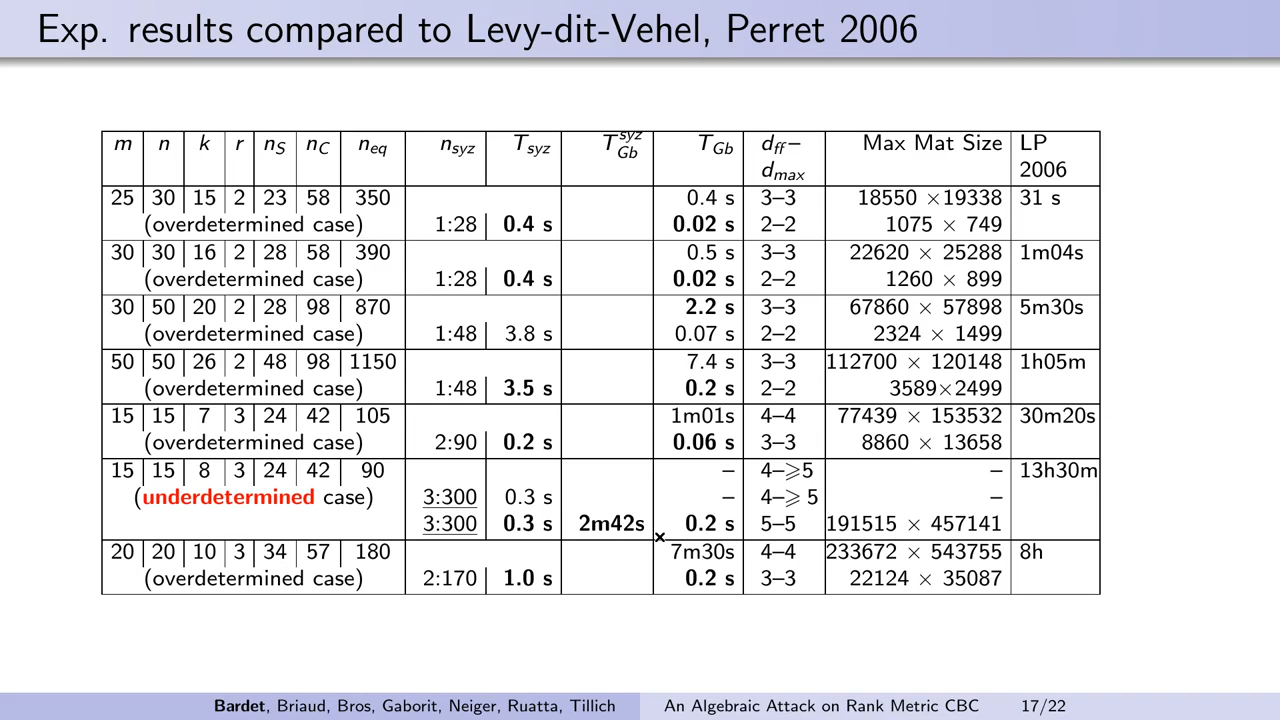 Exp. results compared to Levy-dit-Vehel, Perret 2006
m n k r n_S n_C n_eq n_syz T_syz T_Gb^syz T_Gb d_ff – Max Mat Size LP
d_max 2006
25 30 15 2 23 58 350 0.4 s 3–3 18550 ×19338 31 s
(overdetermined case) 1:28 0.4 s 0.02 s 2–2 1075 × 749
30 30 16 2 28 58 390 0.5 s 3–3 22620 × 25288 1m04s
(overdetermined case) 1:28 0.4 s 0.02 s 2–2 1260 × 899
30 50 20 2 28 98 870 2.2 s 3–3 67860 × 57898 5m30s
(overdetermined case) 1:48 3.8 s 0.07 s 2–2 2324 × 1499
50 50 26 2 48 98 1150 7.4 s 3–3 112700 × 120148 1h05m
(overdetermined case) 1:48 3.5 s 0.2 s 2–2 3589×2499
15 15 7 3 24 42 105 1m01s 4–4 77439 × 153532 30m20s
(overdetermined case) 2:90 0.2 s 0.06 s 3–3 8860 × 13658
15 15 8 3 24 42 90 – 4–⩾5 – 13h30m
(underdetermined case) 3:300 0.3 s – 4–⩾ 5 –
3:300 0.3 s 2m42s 0.2 s 5–5 191515 × 457141
20 20 10 3 34 57 180 7m30s 4–4 233672 × 543755 8h
(overdetermined case) 2:170 1.0 s 0.2 s 3–3 22124 × 35087
Bardet, Briaud, Bros, Gaborit, Neiger, Ruatta, Tillich An Algebraic Attack on Rank Metric CBC 17/22